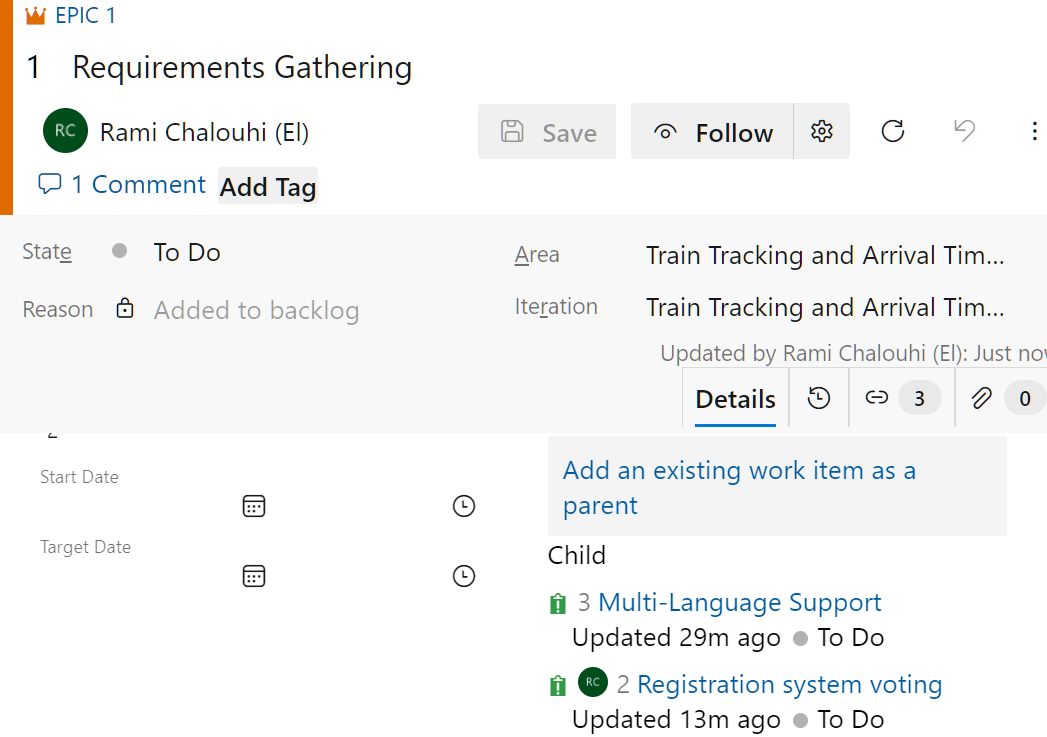 EPIC 1
1 Requirements Gathering
RC Rami Chalouhi (El)
Save
Follow
1 Comment
Add Tag
State To Do
Area Train Tracking and Arrival Tim...
Reason Added to backlog
Iteration Train Tracking and Arrival Tim...
Updated by Rami Chalouhi (El): Just now
Details
3
0
Start Date
Target Date
Add an existing work item as a
parent
Child
3 Multi-Language Support
Updated 29m ago To Do
RC 2 Registration system voting
Updated 13m ago To Do